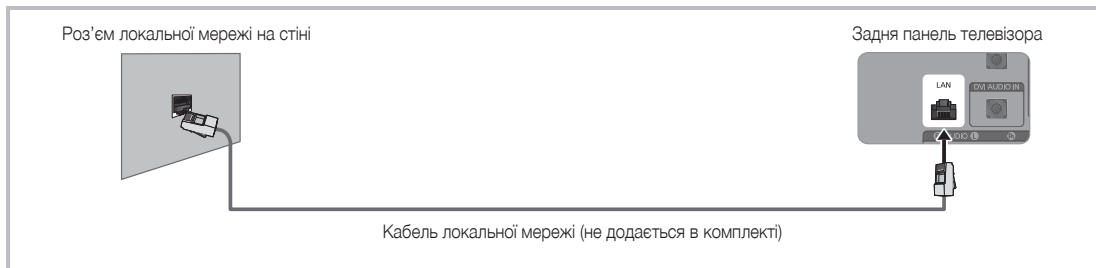 Роз’єм локальної мережі на стіні
Задня панель телевізора
LAN
DVI AUDIO IN
AUDIO L
R
Кабель локальної мережі (не додається в комплекті)